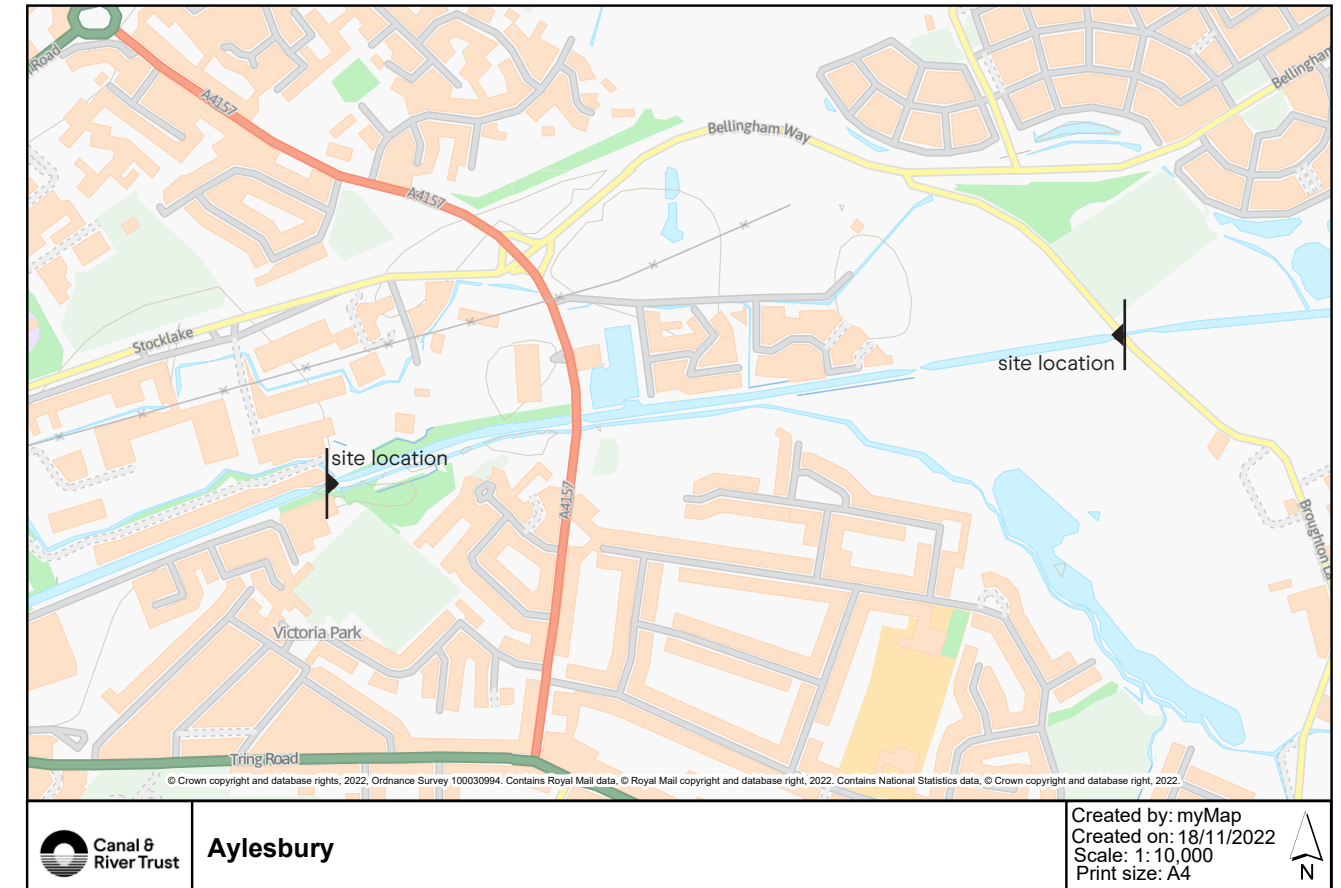 Road
A4157
Bellingham Way
Bellingham
A4157
Stocklake
site location
site location
A4157
Broughton La
Victoria Park
Tring Road
© Crown copyright and database rights, 2022, Ordnance Survey 100030994. Contains Royal Mail data, © Royal Mail copyright and database right, 2022. Contains National Statistics data, © Crown copyright and database right, 2022.
Canal &
River Trust
Aylesbury
Created by: myMap
Created on: 18/11/2022
Scale: 1:10,000
Print size: A4
N